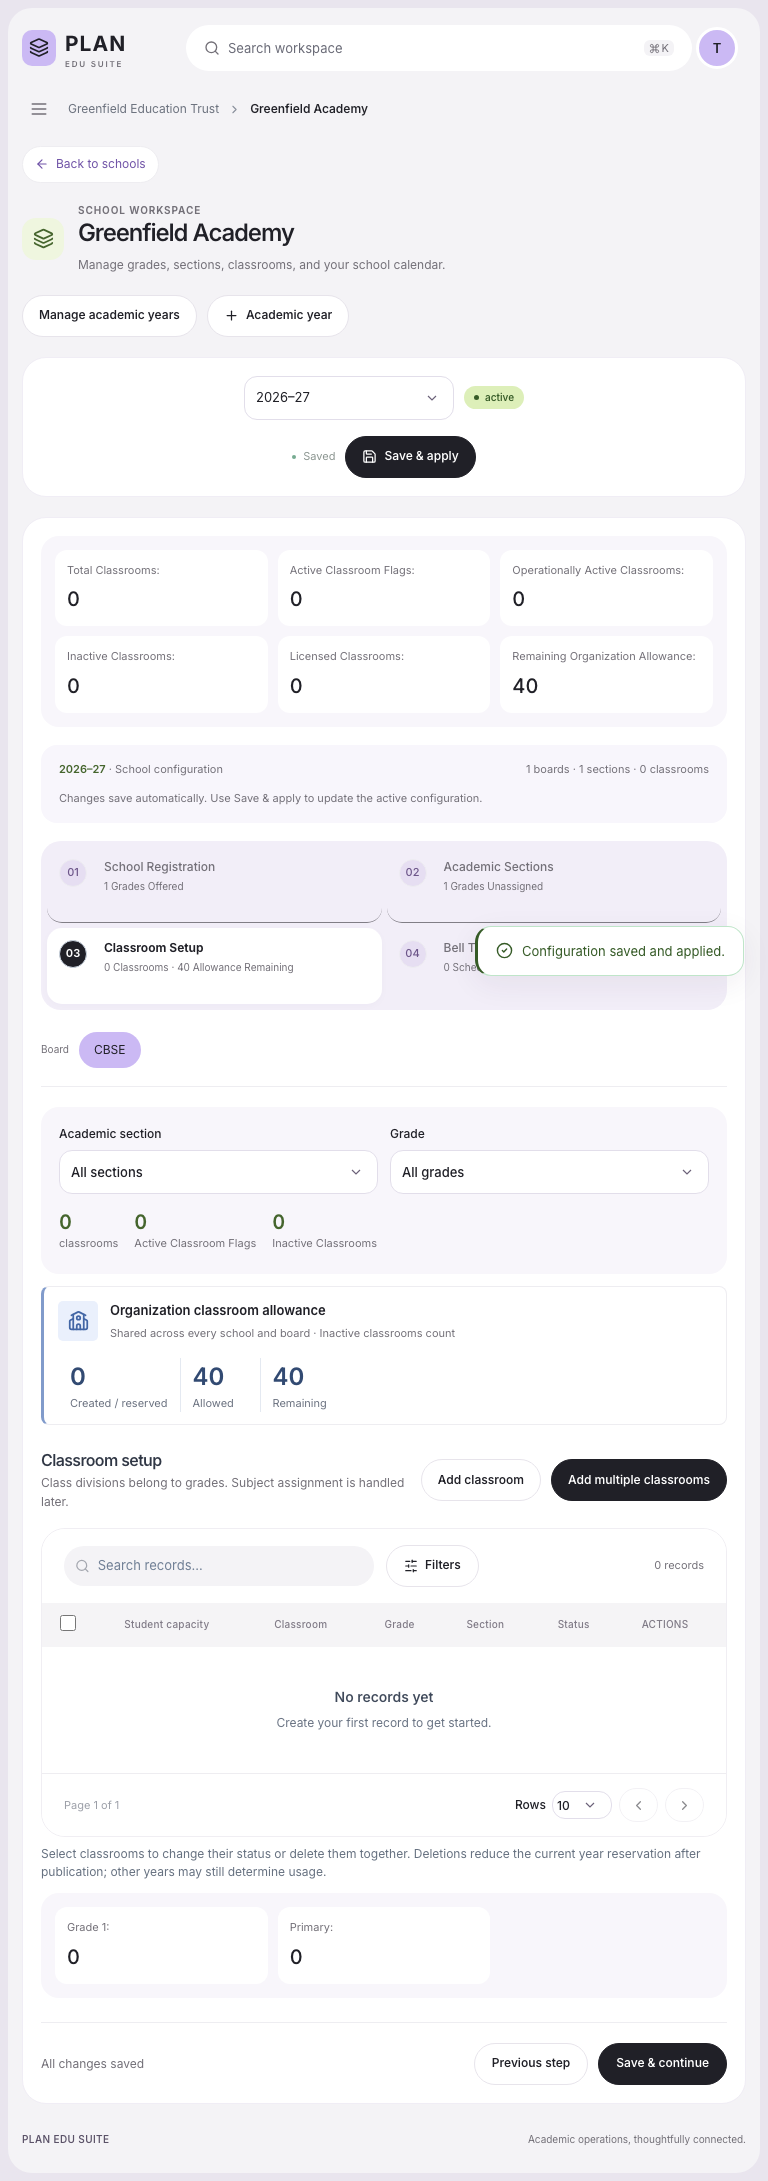 PLAN
EDU SUITE
Search workspace
⌘K
T
Greenfield Education Trust
Greenfield Academy
Back to schools
SCHOOL WORKSPACE
Greenfield Academy
Manage grades, sections, classrooms, and your school calendar.
Manage academic years
Academic year
2026–27
active
Saved
Save & apply
Total Classrooms:
0
Active Classroom Flags:
0
Operationally Active Classrooms:
0
Inactive Classrooms:
0
Licensed Classrooms:
0
Remaining Organization Allowance:
40
2026–27 · School configuration
1 boards · 1 sections · 0 classrooms
Changes save automatically. Use Save & apply to update the active configuration.
01
School Registration
1 Grades Offered
02
Academic Sections
1 Grades Unassigned
03
Classroom Setup
0 Classrooms · 40 Allowance Remaining
04
Bell T
0 Sche
Configuration saved and applied.
Board
CBSE
Academic section
All sections
Grade
All grades
0
classrooms
0
Active Classroom Flags
0
Inactive Classrooms
Organization classroom allowance
Shared across every school and board · Inactive classrooms count
0
Created / reserved
40
Allowed
40
Remaining
Classroom setup
Class divisions belong to grades. Subject assignment is handled
later.
Add classroom
Add multiple classrooms
Search records...
Filters
0 records
Student capacity
Classroom
Grade
Section
Status
ACTIONS
No records yet
Create your first record to get started.
Page 1 of 1
Rows
10
Select classrooms to change their status or delete them together. Deletions reduce the current year reservation after
publication; other years may still determine usage.
Grade 1:
0
Primary:
0
All changes saved
Previous step
Save & continue
PLAN EDU SUITE
Academic operations, thoughtfully connected.